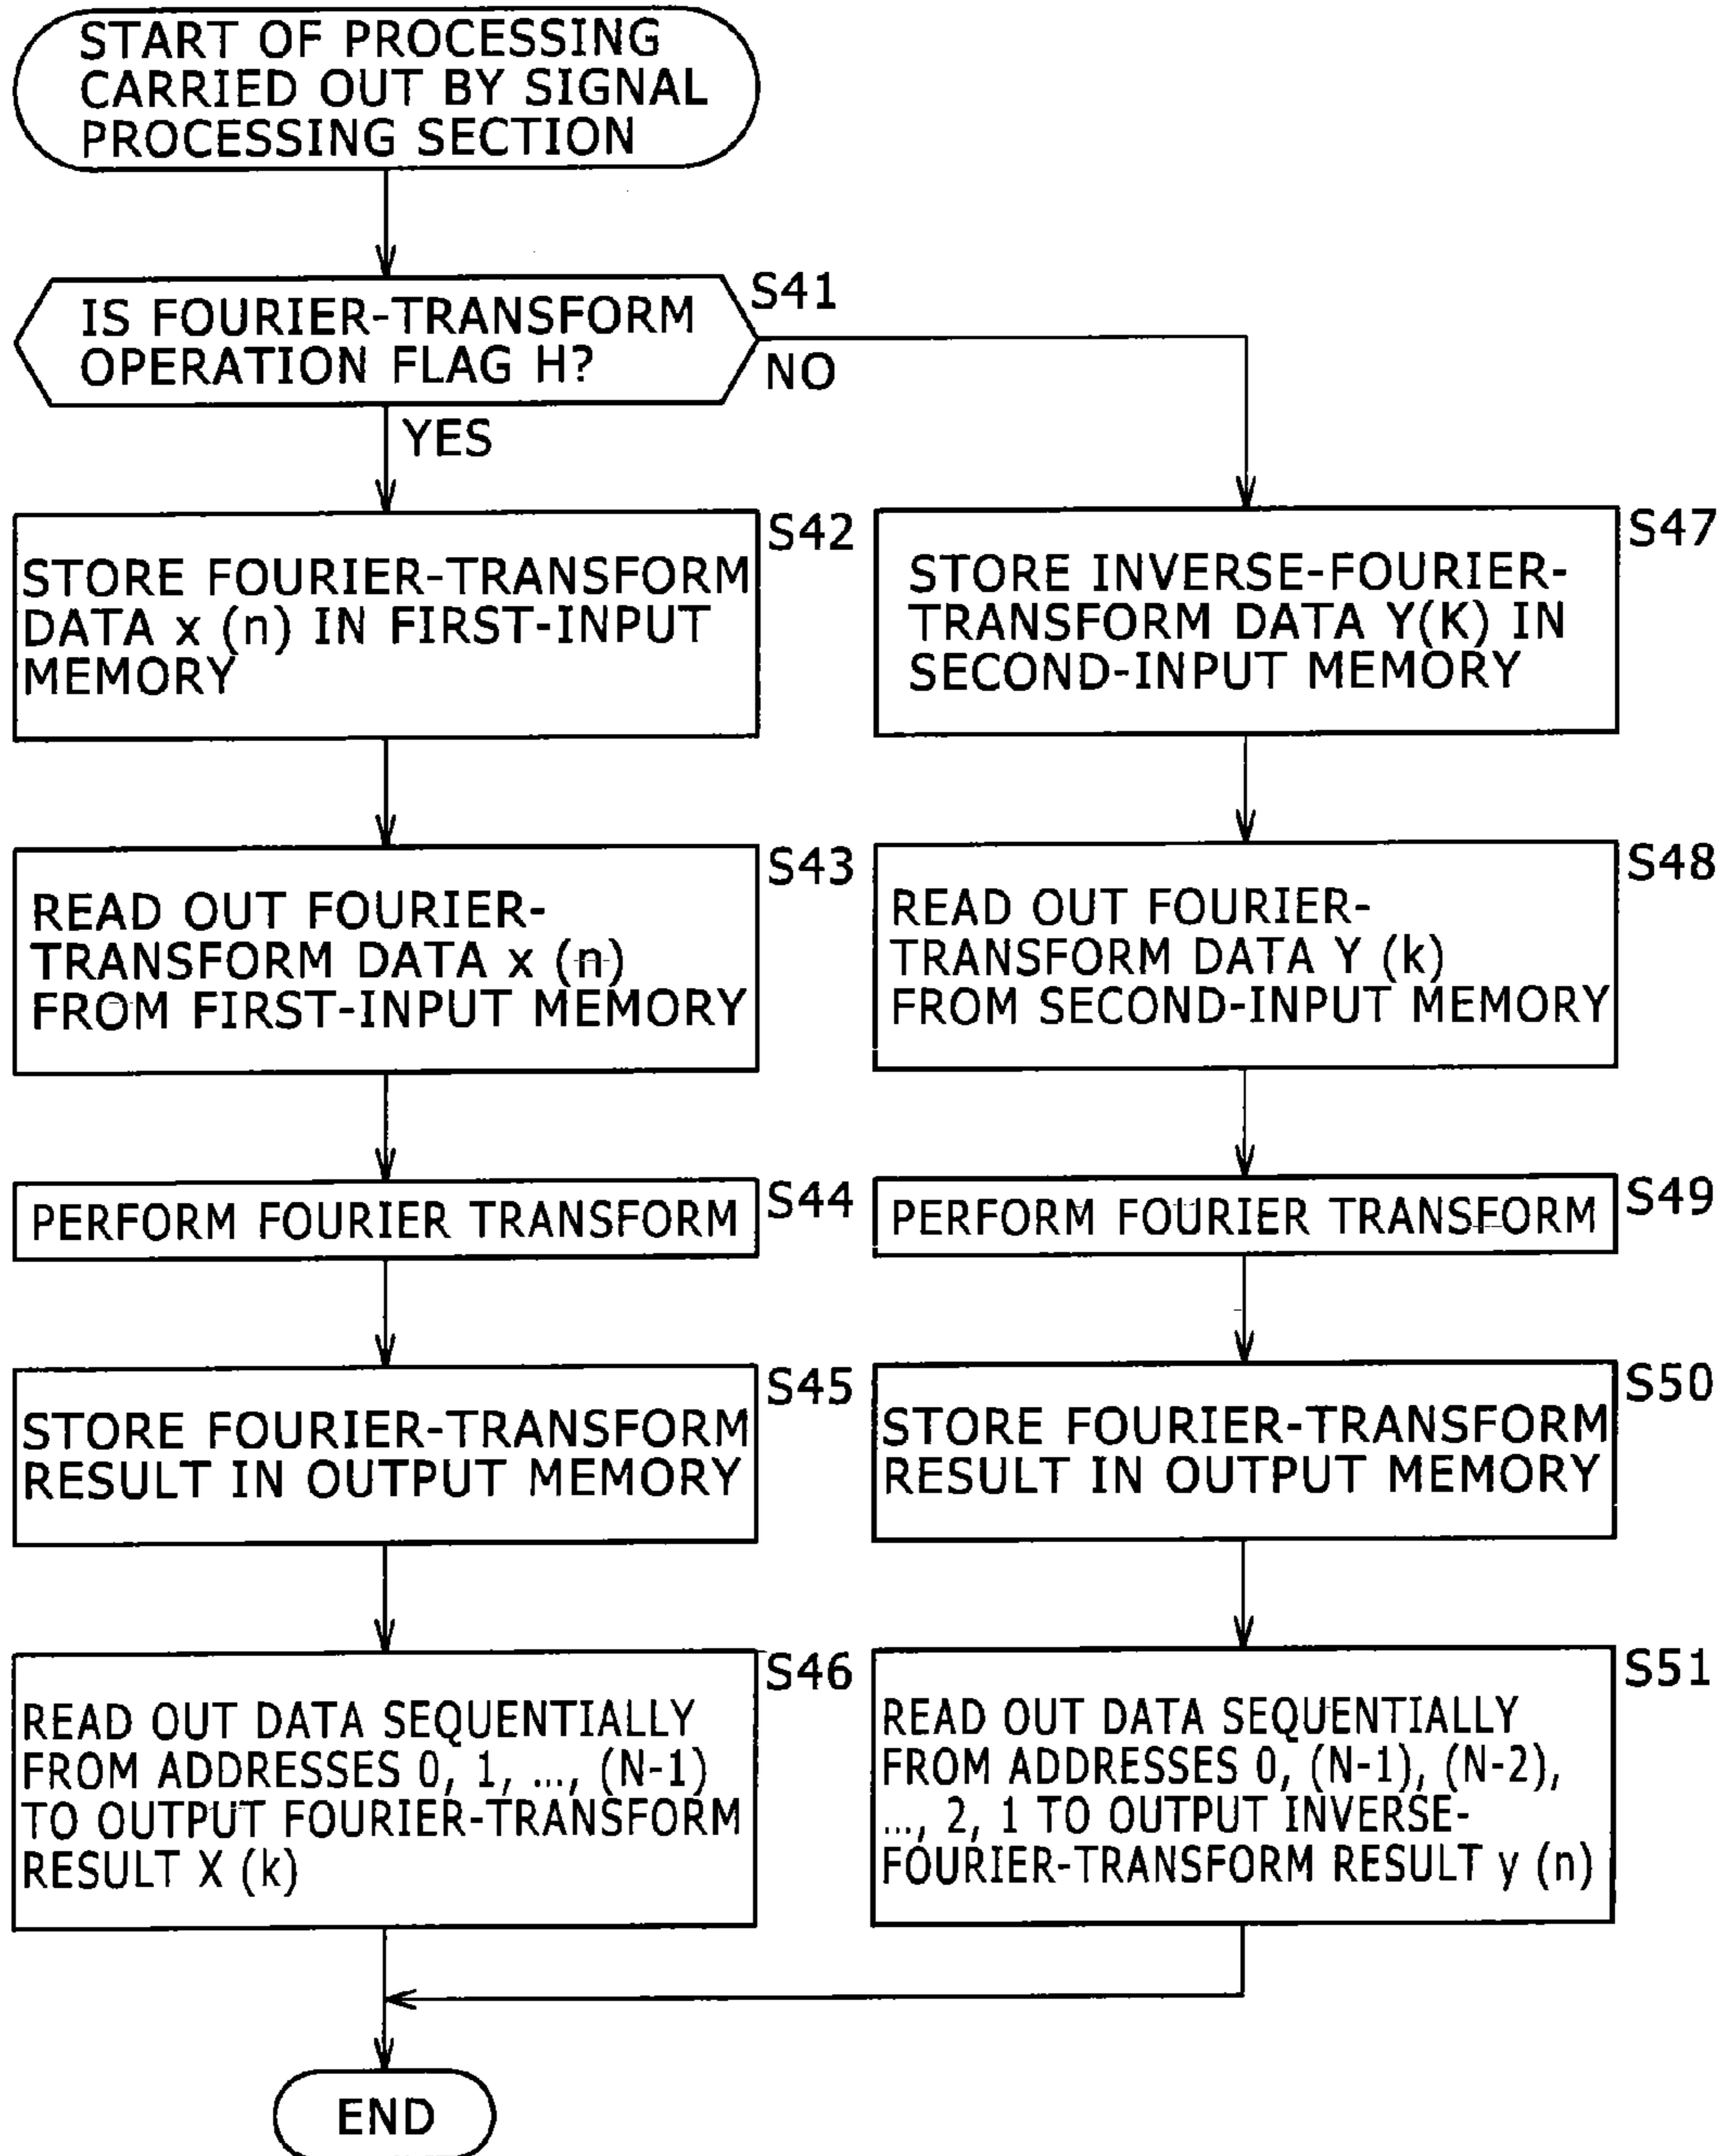 START OF PROCESSING
CARRIED OUT BY SIGNAL
PROCESSING SECTION
S41
IS FOURIER-TRANSFORM
OPERATION FLAG H?
NO
YES
S42
STORE FOURIER-TRANSFORM
DATA x (n) IN FIRST-INPUT
MEMORY
S43
READ OUT FOURIER-
TRANSFORM DATA x (n)
FROM FIRST-INPUT MEMORY
S44
PERFORM FOURIER TRANSFORM
S45
STORE FOURIER-TRANSFORM
RESULT IN OUTPUT MEMORY
S46
READ OUT DATA SEQUENTIALLY
FROM ADDRESSES 0, 1, ..., (N-1)
TO OUTPUT FOURIER-TRANSFORM
RESULT X (k)
S47
STORE INVERSE-FOURIER-
TRANSFORM DATA Y(K) IN
SECOND-INPUT MEMORY
S48
READ OUT FOURIER-
TRANSFORM DATA Y (k)
FROM SECOND-INPUT MEMORY
S49
PERFORM FOURIER TRANSFORM
S50
STORE FOURIER-TRANSFORM
RESULT IN OUTPUT MEMORY
S51
READ OUT DATA SEQUENTIALLY
FROM ADDRESSES 0, (N-1), (N-2),
..., 2, 1 TO OUTPUT INVERSE-
FOURIER-TRANSFORM RESULT y (n)
END